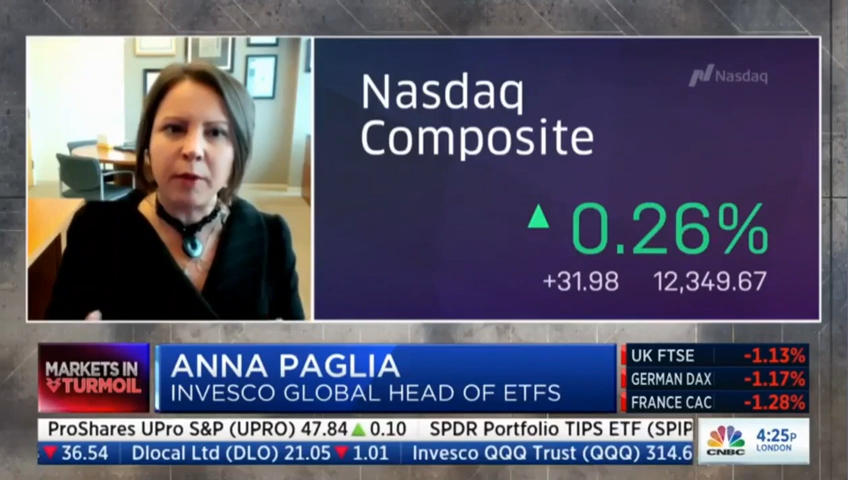 Nasdaq
Nasdaq
Composite
0.26%
+31.98 12,349.67
MARKETS IN
TURMOIL
ANNA PAGLIA
INVESCO GLOBAL HEAD OF ETFS
UK FTSE -1.13%
GERMAN DAX -1.17%
FRANCE CAC -1.28%
ProShares UPro S&P (UPRO) 47.84 ▲ 0.10 SPDR Portfolio TIPS ETF (SPIP
▼ 36.54 Dlocal Ltd (DLO) 21.05 ▼ 1.01 Invesco QQQ Trust (QQQ) 314.6
CNBC
4:25P
LONDON